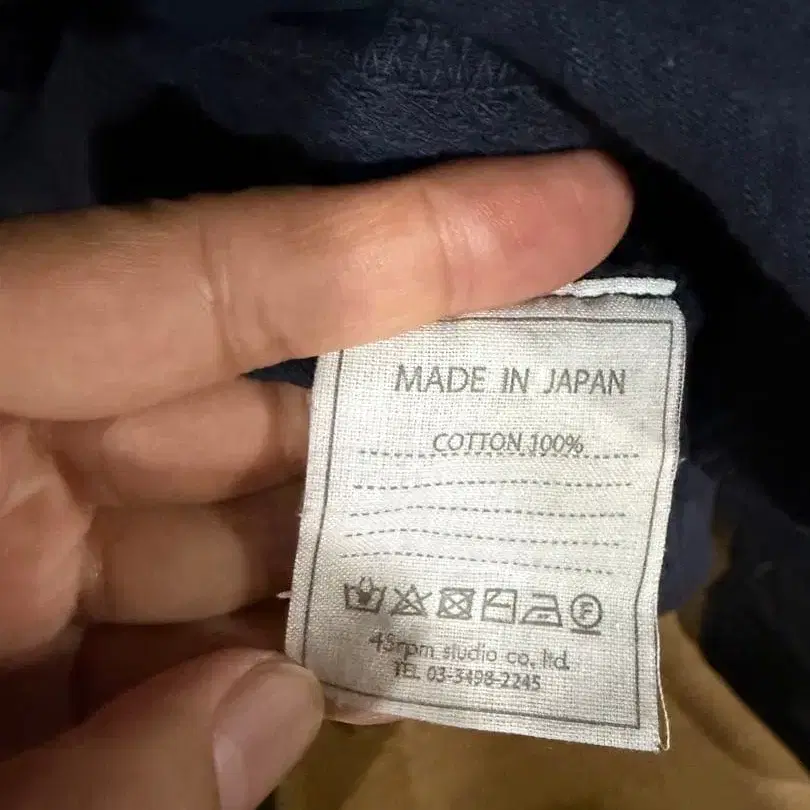 MADE IN JAPAN
COTTON 100%
F
45rpm studio co., ltd.
TEL 03-3498-2245